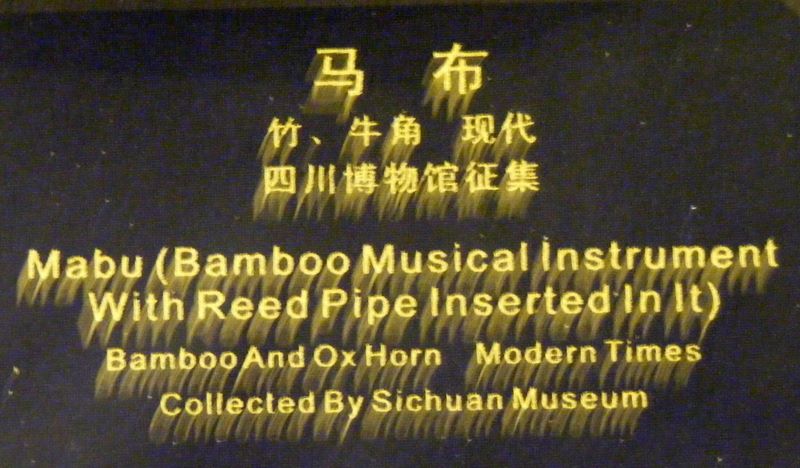 马 布
竹、牛角 现代
四川博物馆征集
Mabu (Bamboo Musical Instrument
With Reed Pipe Inserted In It)
Bamboo And Ox Horn Modern Times
Collected By Sichuan Museum